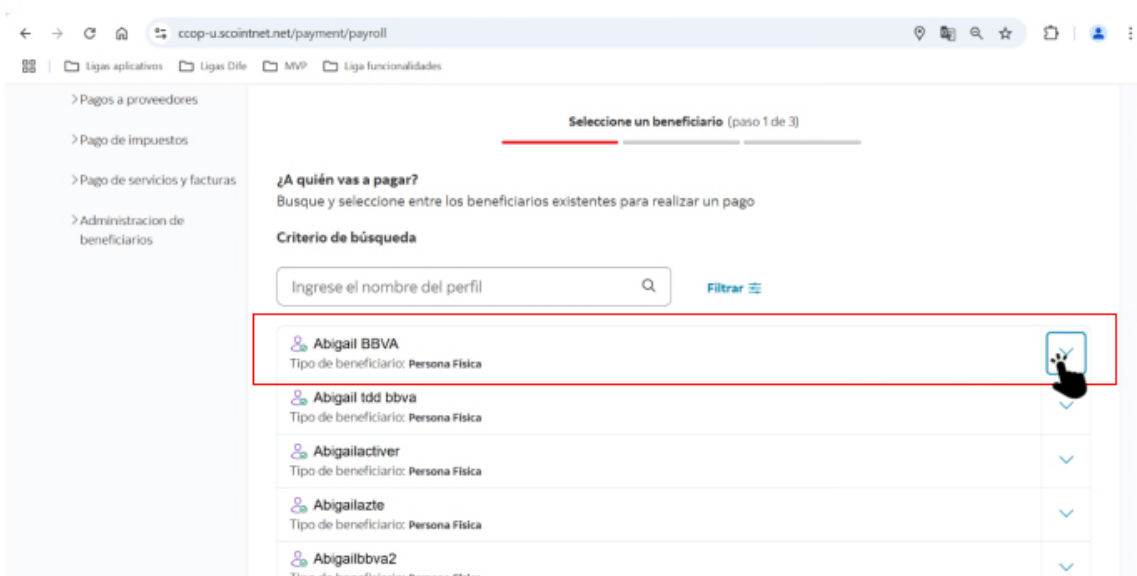 ccop-u.scointnet.net/payment/payroll
Ligas aplicativos Ligas Dife MVP Liga funcionalidades
>Pagos a proveedores
>Pago de impuestos
>Pago de servicios y facturas
>Administracion de
beneficiarios
Seleccione un beneficiario (paso 1 de 3)
¿A quién vas a pagar?
Busque y seleccione entre los beneficiarios existentes para realizar un pago
Criterio de búsqueda
Ingrese el nombre del perfil
Filtrar
Abigail BBVA
Tipo de beneficiario: Persona Física
Abigail tdd bbva
Tipo de beneficiario: Persona Física
Abigailactiver
Tipo de beneficiario: Persona Física
Abigailazte
Tipo de beneficiario: Persona Física
Abigailbbva2